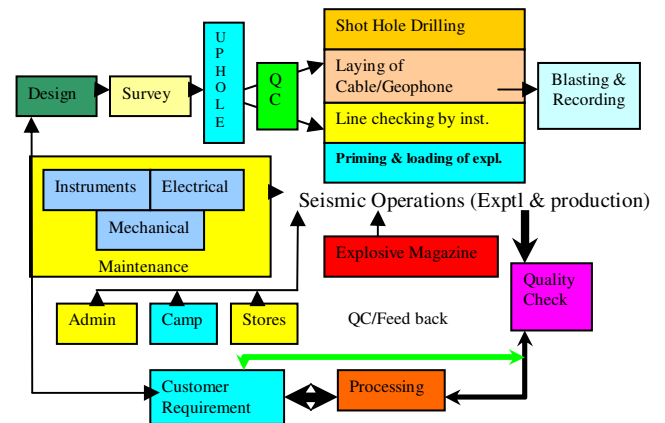 Design
Survey
U
P
H
O
L
E
Q
C
Shot Hole Drilling
Laying of
Cable/Geophone
Line checking by inst.
Priming & loading of expl.
Blasting &
Recording
Instruments
Electrical
Mechanical
Maintenance
Seismic Operations (Exptl & production)
Explosive Magazine
Quality
Check
Admin
Camp
Stores
QC/Feed back
Customer
Requirement
Processing